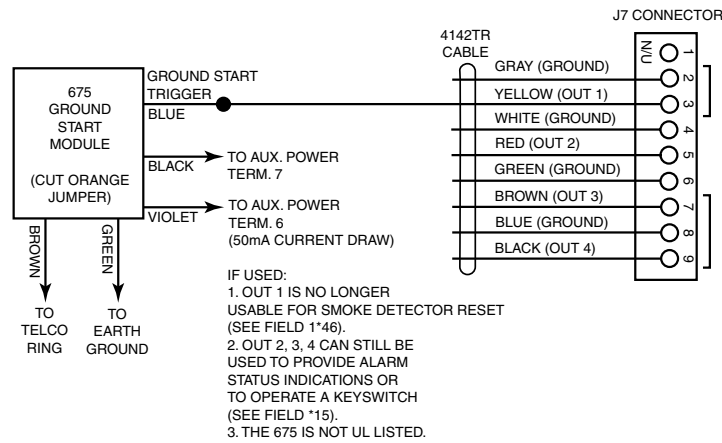 J7 CONNECTOR
4142TR
CABLE
N/U
1
2
3
4
5
6
7
8
9
GRAY (GROUND)
YELLOW (OUT 1)
WHITE (GROUND)
RED (OUT 2)
GREEN (GROUND)
BROWN (OUT 3)
BLUE (GROUND)
BLACK (OUT 4)
675
GROUND
START
MODULE
(CUT ORANGE
JUMPER)
GROUND START
TRIGGER
BLUE
BLACK
TO AUX. POWER
TERM. 7
VIOLET
TO AUX. POWER
TERM. 6
(50mA CURRENT DRAW)
BROWN
GREEN
TO
TELCO
RING
TO
EARTH
GROUND
IF USED:
1. OUT 1 IS NO LONGER
USABLE FOR SMOKE DETECTOR RESET
(SEE FIELD 1*46).
2. OUT 2, 3, 4 CAN STILL BE
USED TO PROVIDE ALARM
STATUS INDICATIONS OR
TO OPERATE A KEYSWITCH
(SEE FIELD *15).
3. THE 675 IS NOT UL LISTED.